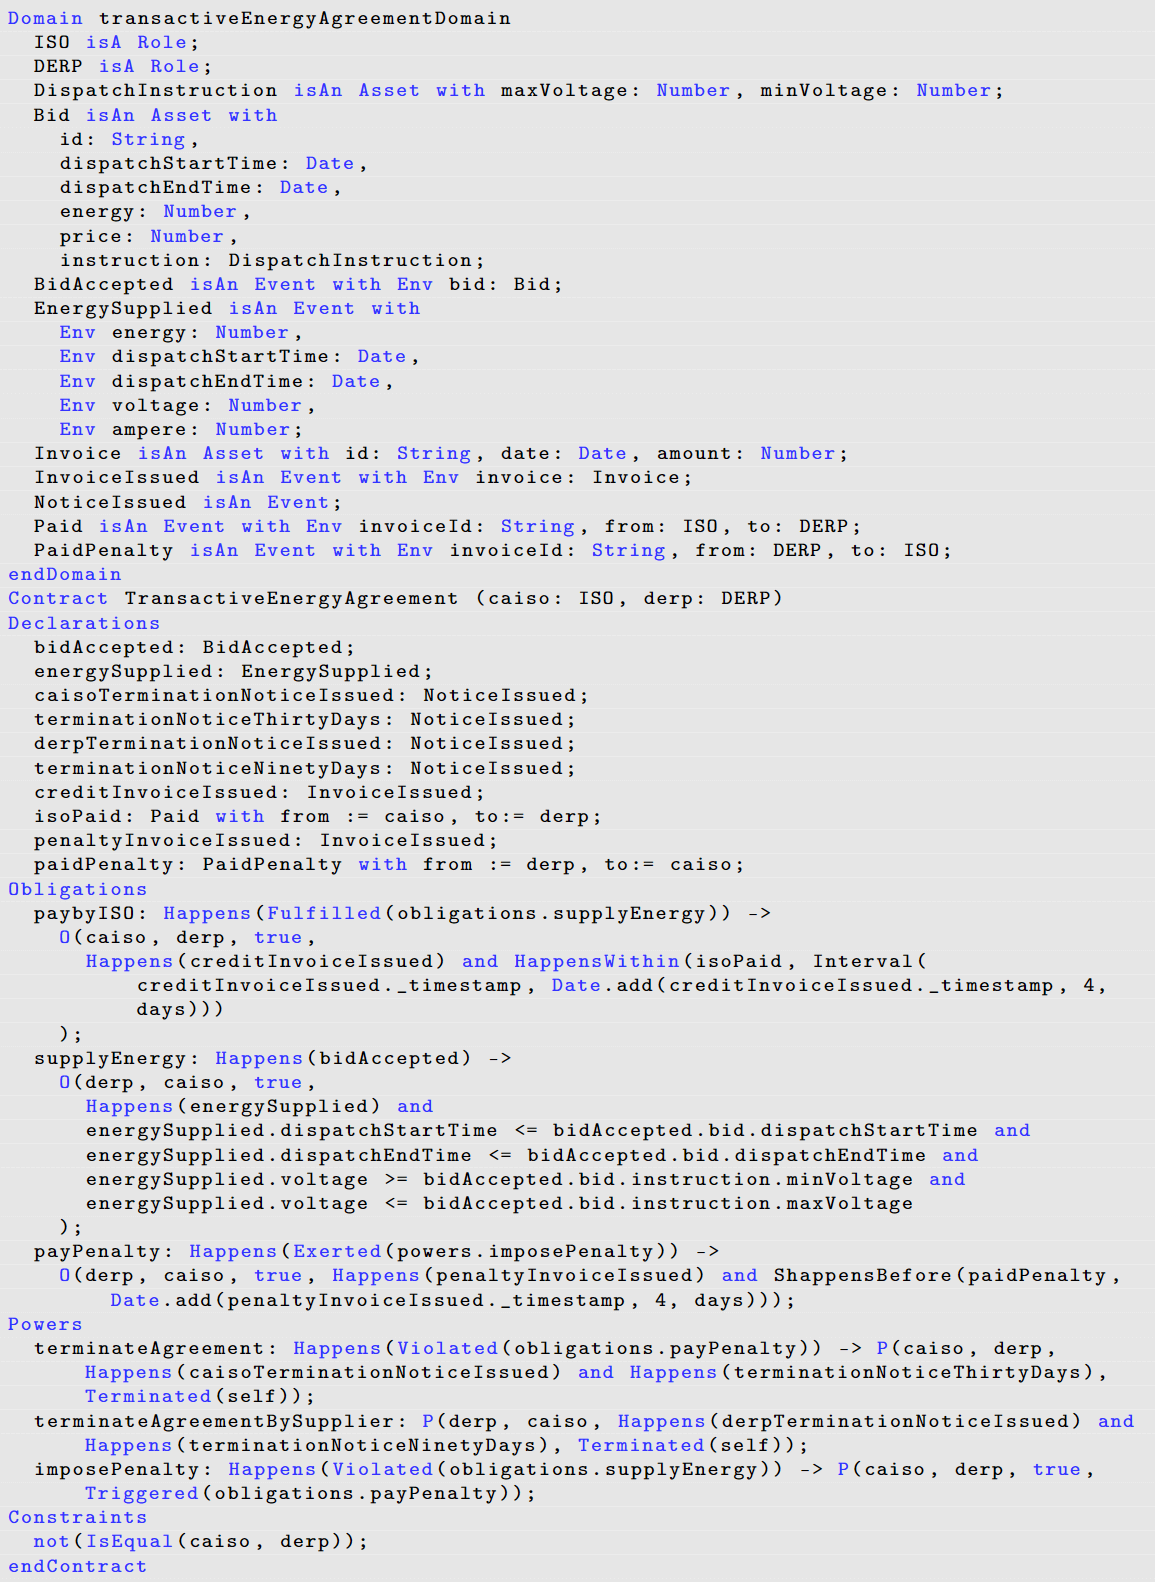 Domain transactiveEnergyAgreementDomain
  ISO isA Role;
  DERP isA Role;
  DispatchInstruction isAn Asset with maxVoltage: Number, minVoltage: Number;
  Bid isAn Asset with
    id: String,
    dispatchStartTime: Date,
    dispatchEndTime: Date,
    energy: Number,
    price: Number,
    instruction: DispatchInstruction;
  BidAccepted isAn Event with Env bid: Bid;
  EnergySupplied isAn Event with
    Env energy: Number,
    Env dispatchStartTime: Date,
    Env dispatchEndTime: Date,
    Env voltage: Number,
    Env ampere: Number;
  Invoice isAn Asset with id: String, date: Date, amount: Number;
  InvoiceIssued isAn Event with Env invoice: Invoice;
  NoticeIssued isAn Event;
  Paid isAn Event with Env invoiceId: String, from: ISO, to: DERP;
  PaidPenalty isAn Event with Env invoiceId: String, from: DERP, to: ISO;
endDomain
Contract TransactiveEnergyAgreement (caiso: ISO, derp: DERP)
Declarations
  bidAccepted: BidAccepted;
  energySupplied: EnergySupplied;
  caisoTerminationNoticeIssued: NoticeIssued;
  terminationNoticeThirtyDays: NoticeIssued;
  derpTerminationNoticeIssued: NoticeIssued;
  terminationNoticeNinetyDays: NoticeIssued;
  creditInvoiceIssued: InvoiceIssued;
  isoPaid: Paid with from := caiso, to:= derp;
  penaltyInvoiceIssued: InvoiceIssued;
  paidPenalty: PaidPenalty with from := derp, to:= caiso;
Obligations
  paybyISO: Happens(Fulfilled(obligations.supplyEnergy)) ->
    O(caiso, derp, true,
      Happens(creditInvoiceIssued) and HappensWithin(isoPaid, Interval(
          creditInvoiceIssued._timestamp, Date.add(creditInvoiceIssued._timestamp, 4,
          days)))
    );
  supplyEnergy: Happens(bidAccepted) ->
    O(derp, caiso, true,
      Happens(energySupplied) and
      energySupplied.dispatchStartTime <= bidAccepted.bid.dispatchStartTime and
      energySupplied.dispatchEndTime <= bidAccepted.bid.dispatchEndTime and
      energySupplied.voltage >= bidAccepted.bid.instruction.minVoltage and
      energySupplied.voltage <= bidAccepted.bid.instruction.maxVoltage
    );
  payPenalty: Happens(Exerted(powers.imposePenalty)) ->
    O(derp, caiso, true, Happens(penaltyInvoiceIssued) and ShappensBefore(paidPenalty,
        Date.add(penaltyInvoiceIssued._timestamp, 4, days)));
Powers
  terminateAgreement: Happens(Violated(obligations.payPenalty)) -> P(caiso, derp,
      Happens(caisoTerminationNoticeIssued) and Happens(terminationNoticeThirtyDays),
      Terminated(self));
  terminateAgreementBySupplier: P(derp, caiso, Happens(derpTerminationNoticeIssued) and
      Happens(terminationNoticeNinetyDays), Terminated(self));
  imposePenalty: Happens(Violated(obligations.supplyEnergy)) -> P(caiso, derp, true,
      Triggered(obligations.payPenalty));
Constraints
  not(IsEqual(caiso, derp));
endContract